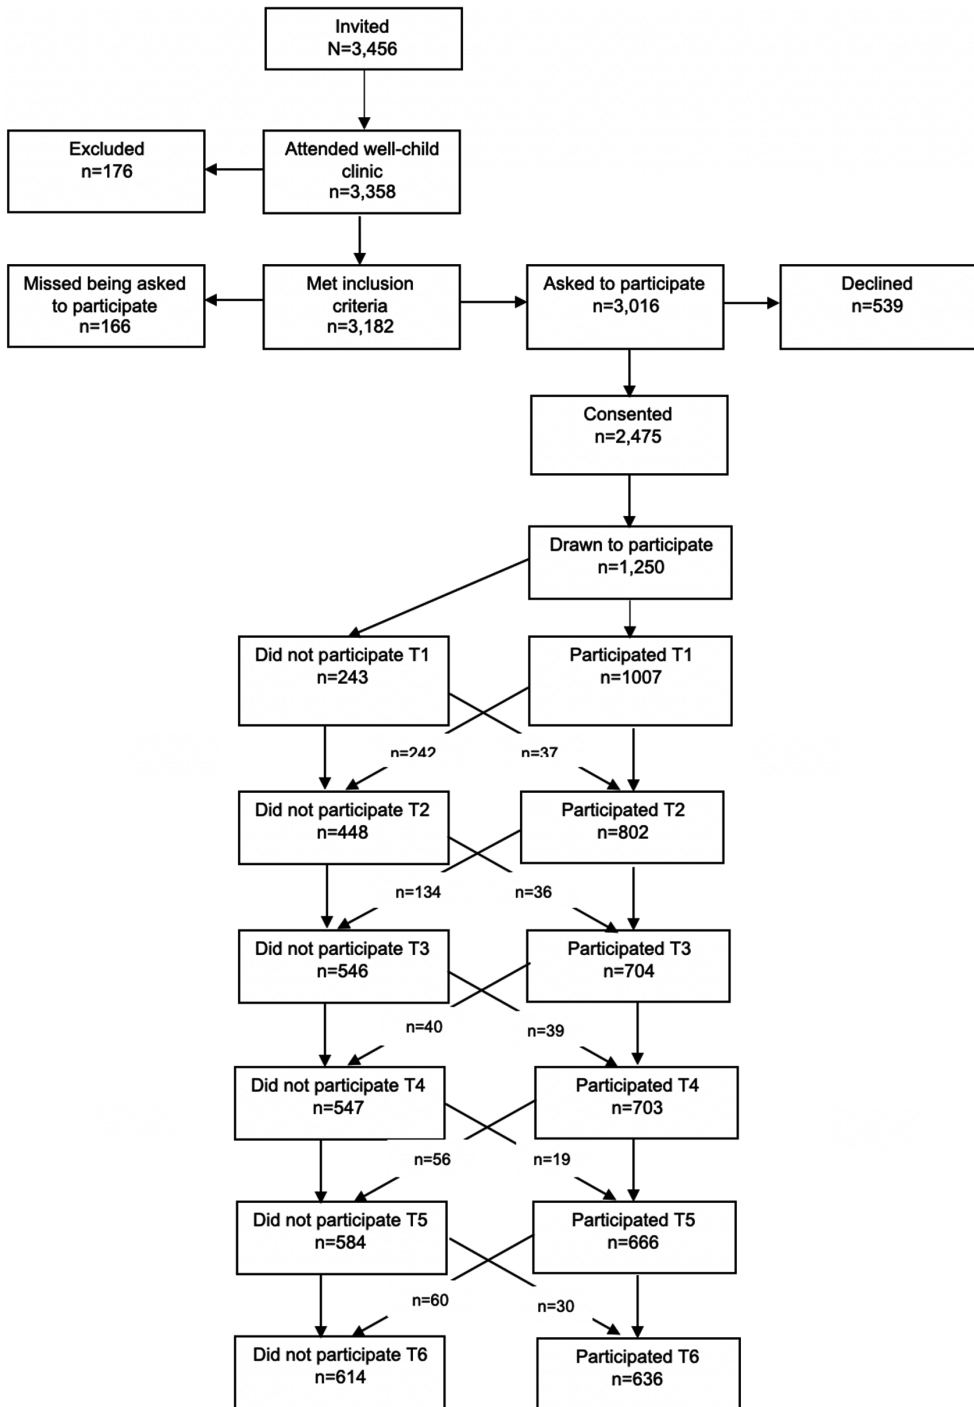 Invited
N=3,456
Excluded
n=176
Attended well-child
clinic
n=3,358
Missed being asked
to participate
n=166
Met inclusion
criteria
n=3,182
Asked to participate
n=3,016
Declined
n=539
Consented
n=2,475
Drawn to participate
n=1,250
Did not participate T1
n=243
Participated T1
n=1007
n=242
n=37
Did not participate T2
n=448
Participated T2
n=802
n=134
n=36
Did not participate T3
n=546
Participated T3
n=704
n=40
n=39
Did not participate T4
n=547
Participated T4
n=703
n=56
n=19
Did not participate T5
n=584
Participated T5
n=666
n=60
n=30
Did not participate T6
n=614
Participated T6
n=636